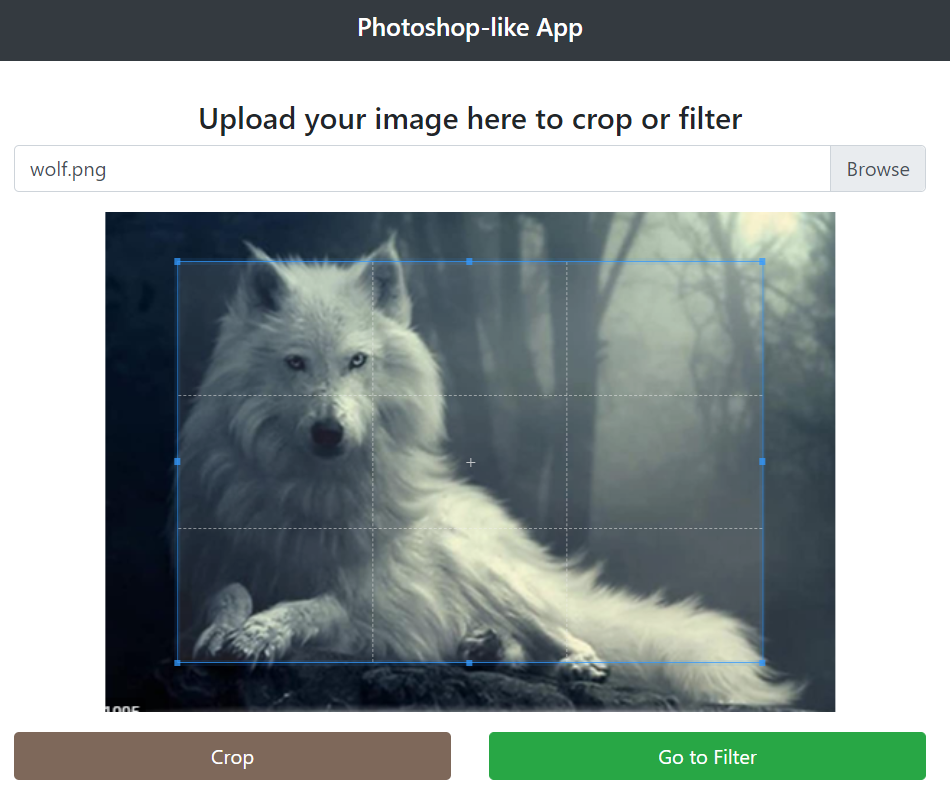 Photoshop-like App
Upload your image here to crop or filter
wolf.png
Browse
Crop
Go to Filter